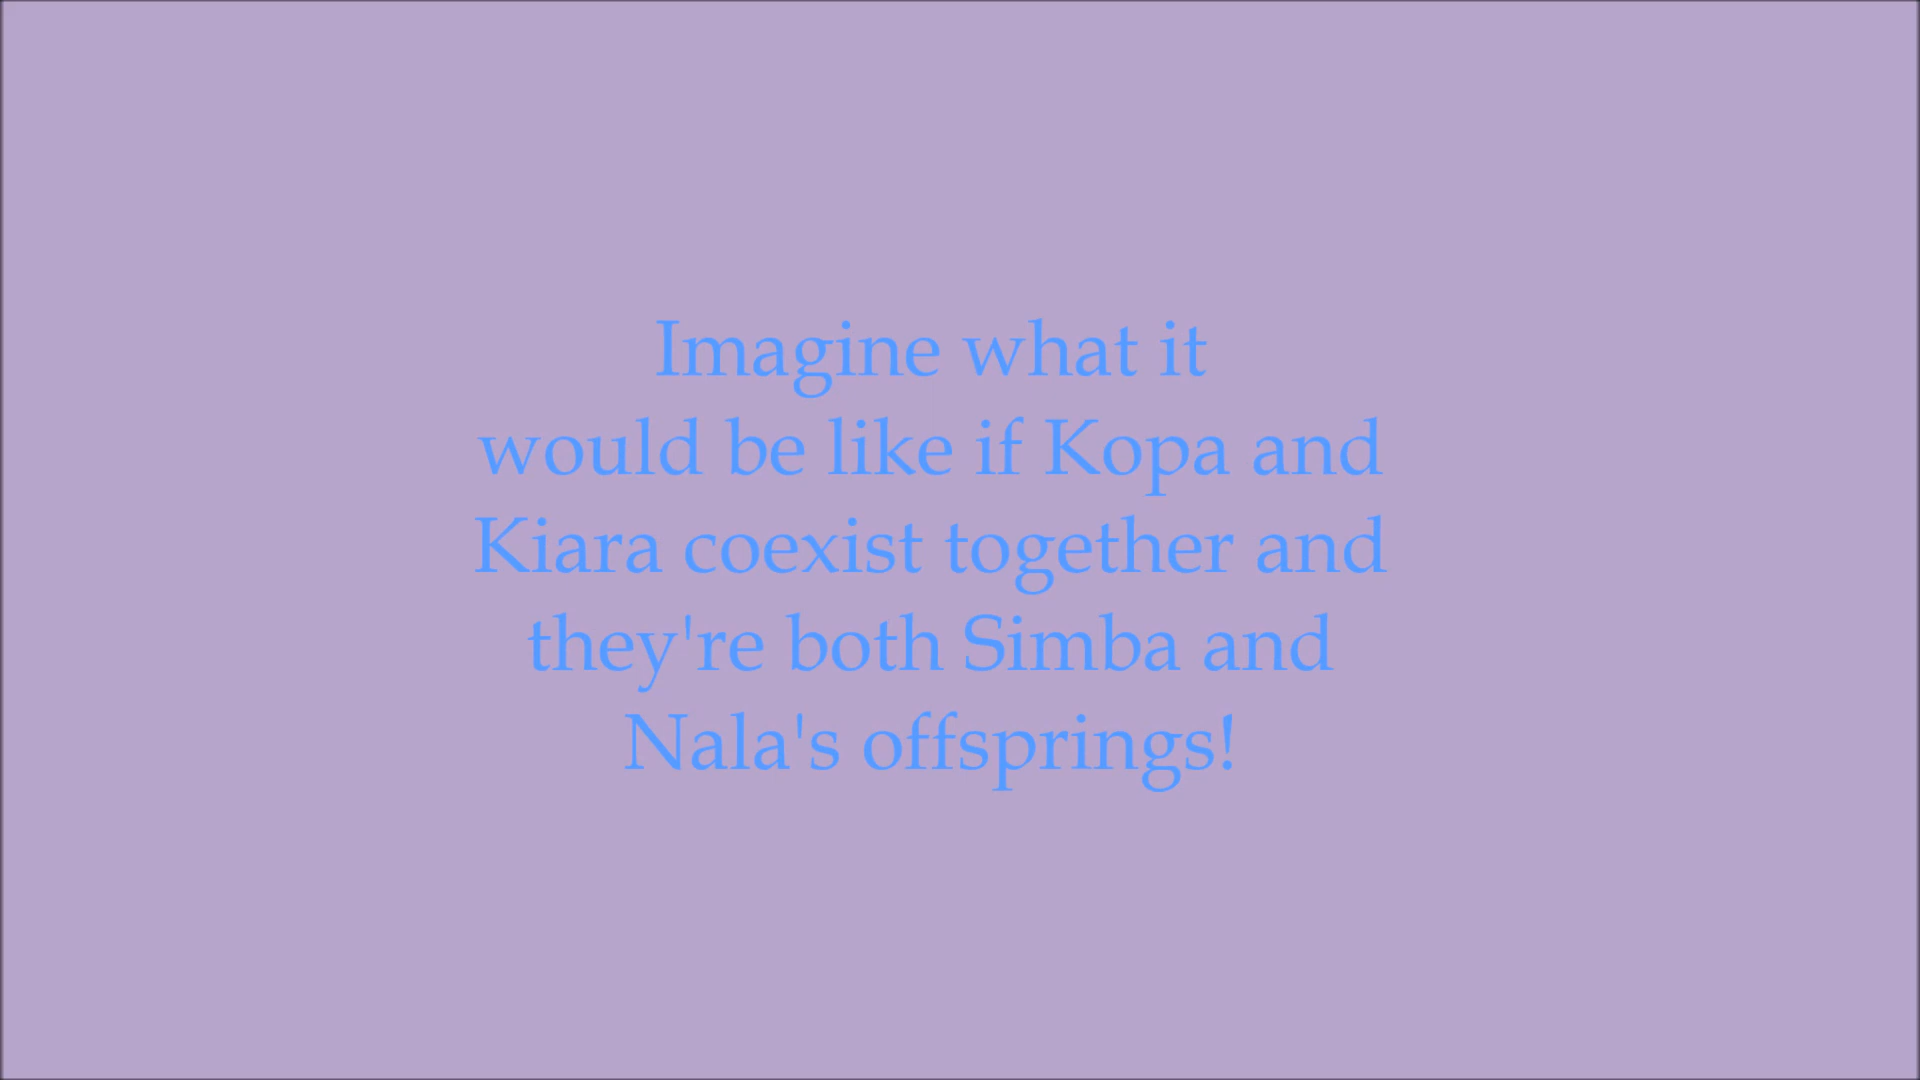 Imagine what it
would be like if Kopa and
Kiara coexist together and
they're both Simba and
Nala's offsprings!